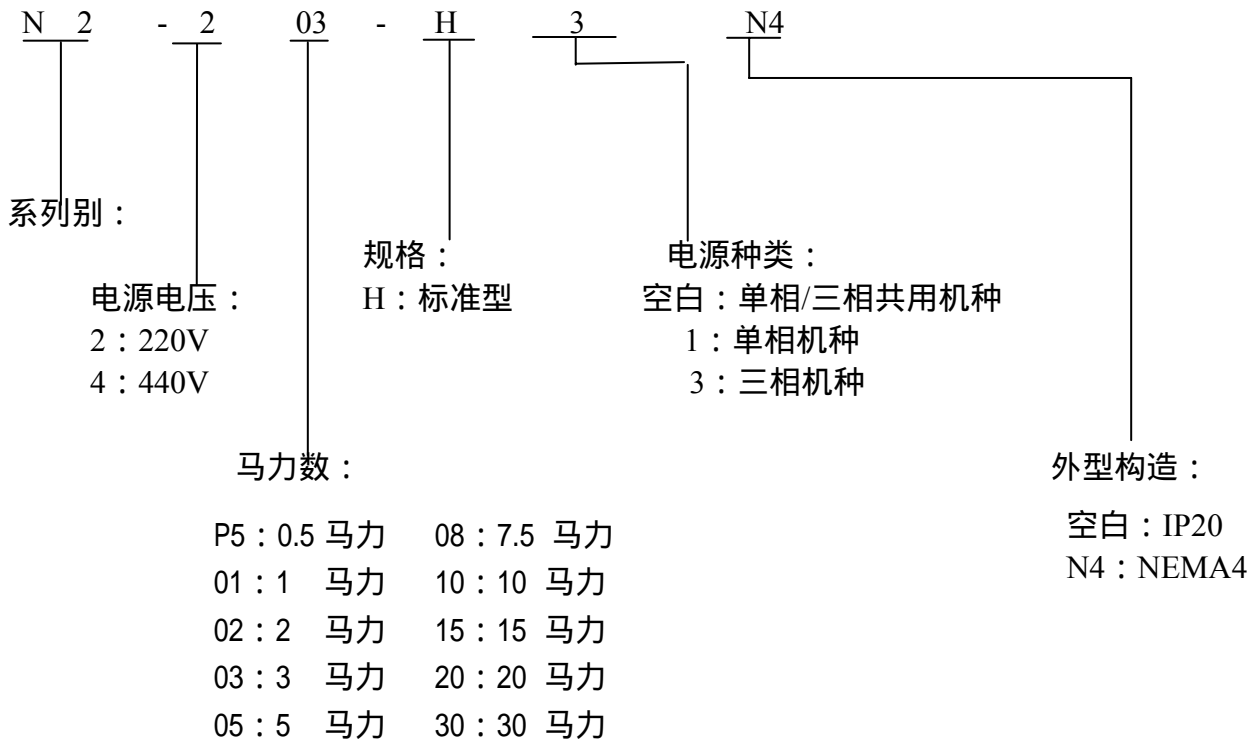 N 2 - 2 03 - H 3 N4
系列别：
规格： 电源种类：
电源电压： H：标准型 空白：单相/三相共用机种
2：220V 1：单相机种
4：440V 3：三相机种
马力数： 外型构造：
P5：0.5 马力 08：7.5 马力 空白：IP20
01：1 马力 10：10 马力 N4：NEMA4
02：2 马力 15：15 马力
03：3 马力 20：20 马力
05：5 马力 30：30 马力